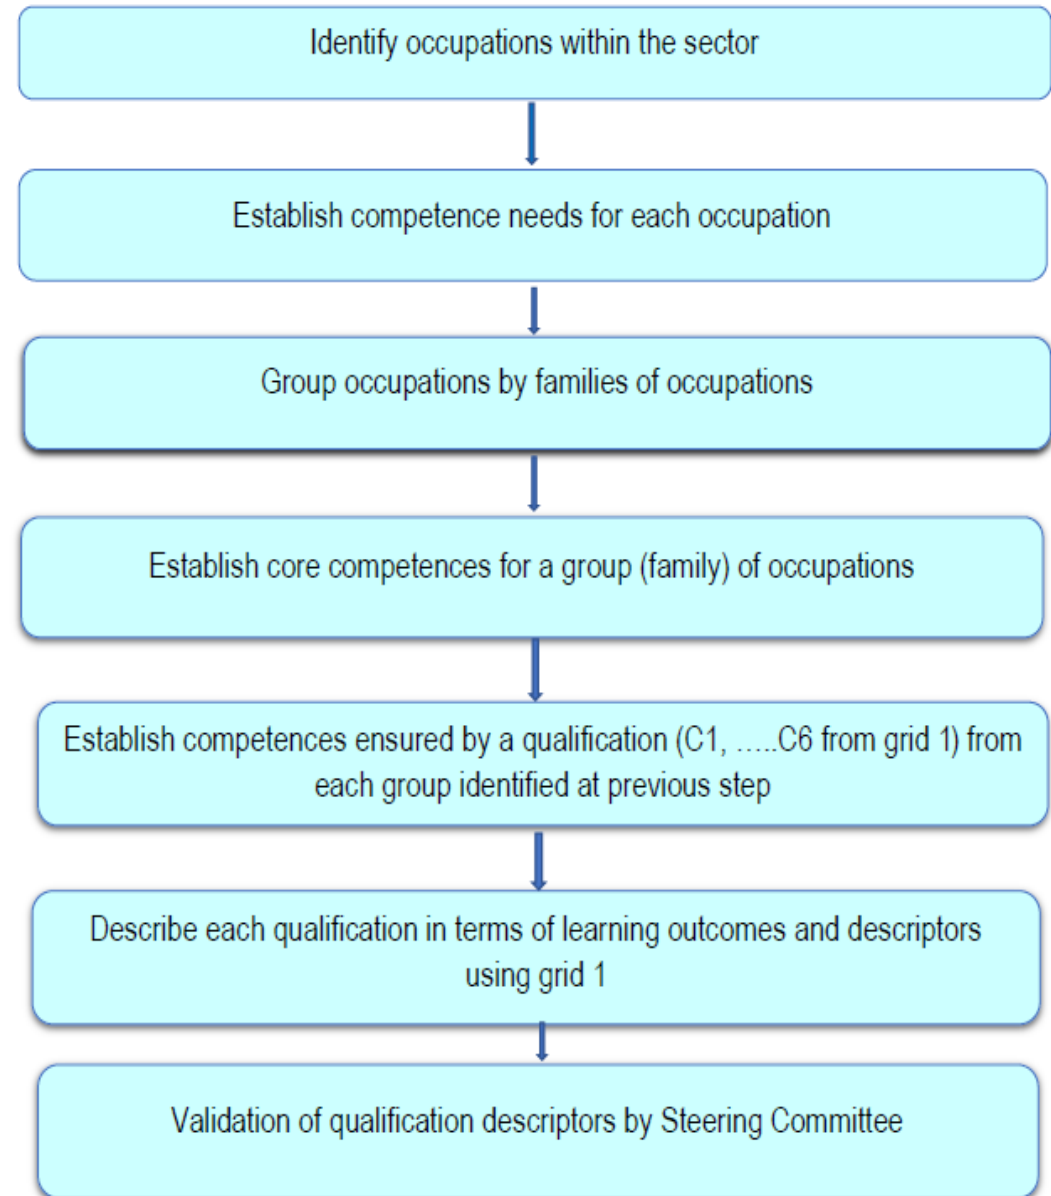 Identify occupations within the sector
Establish competence needs for each occupation
Group occupations by families of occupations
Establish core competences for a group (family) of occupations
Establish competences ensured by a qualification (C1, …..C6 from grid 1) from
each group identified at previous step
Describe each qualification in terms of learning outcomes and descriptors
using grid 1
Validation of qualification descriptors by Steering Committee